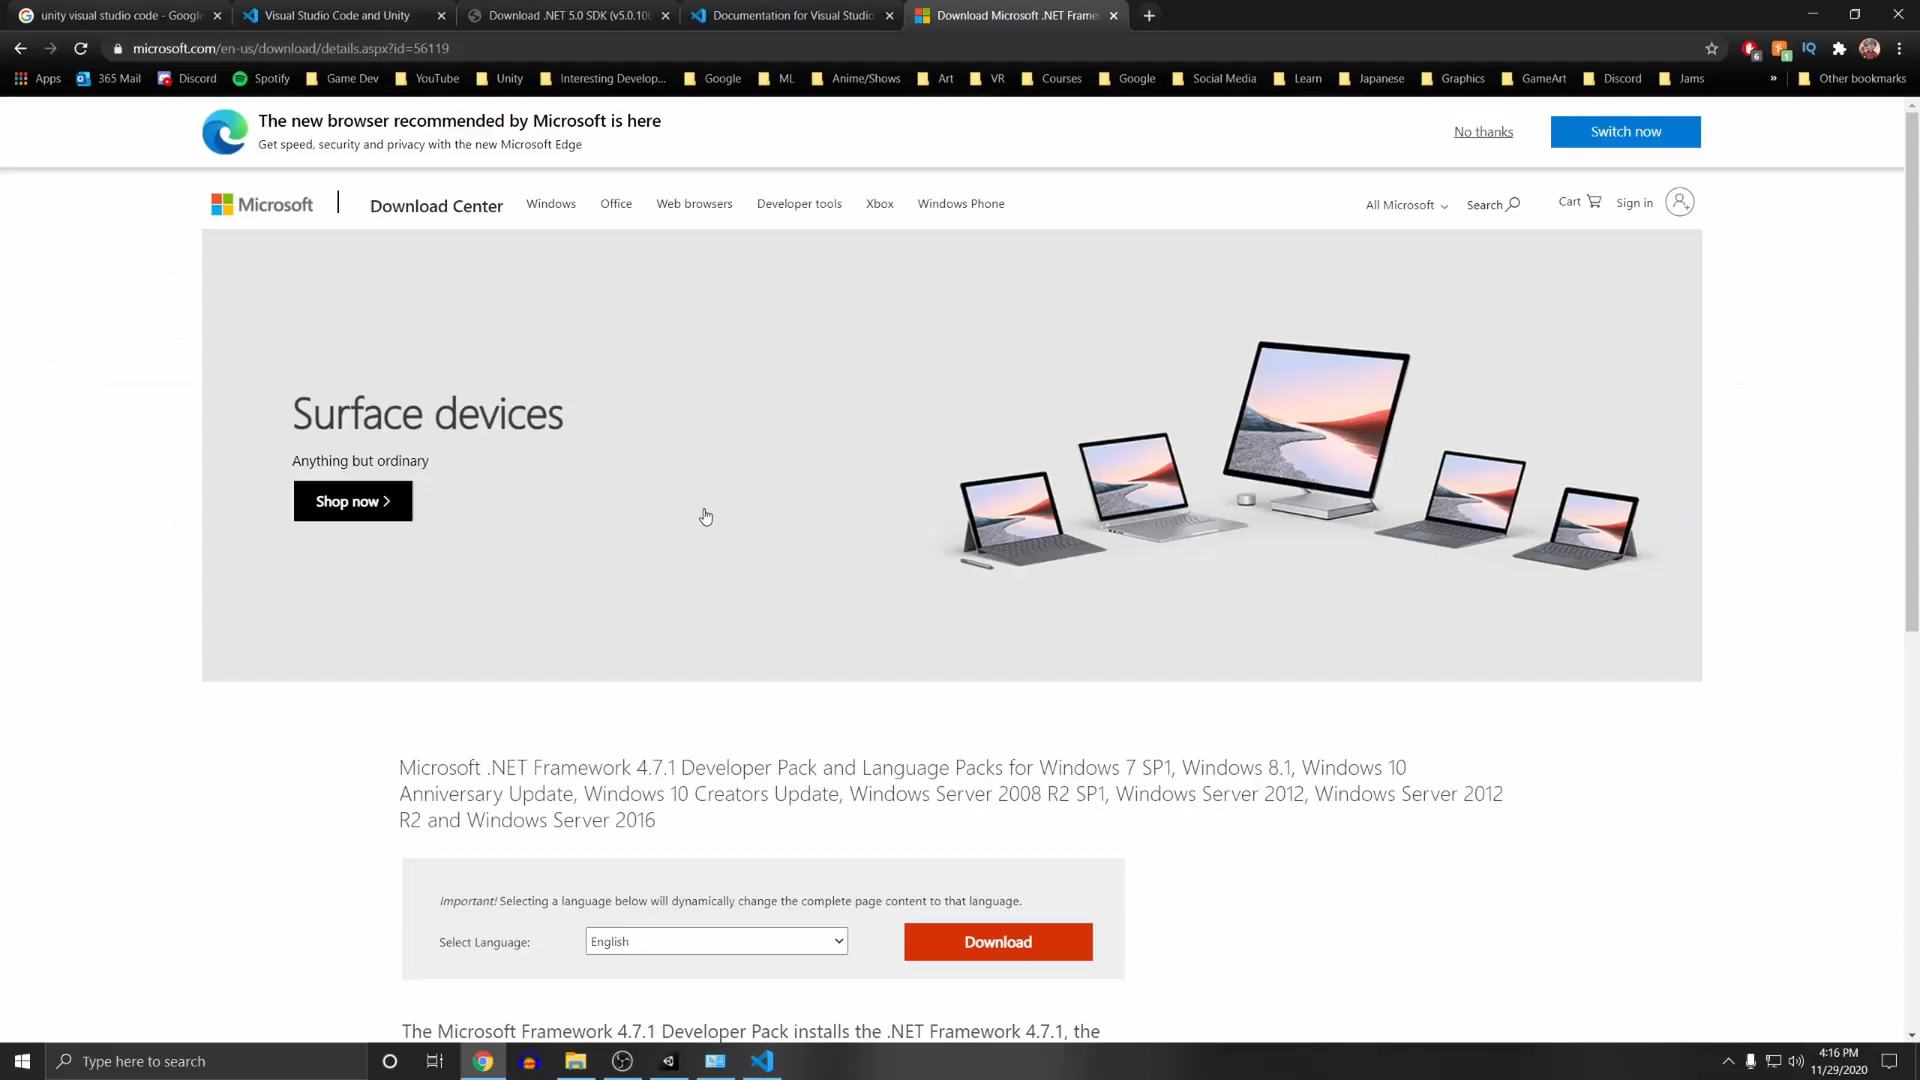 unity visual studio code - Google
Visual Studio Code and Unity
Download .NET 5.0 SDK (v5.0.100
Documentation for Visual Studio
Download Microsoft .NET Frame
microsoft.com/en-us/download/details.aspx?id=56119
6
1
IQ
Apps
365 Mail
Discord
Spotify
Game Dev
YouTube
Unity
Interesting Develop...
Google
ML
Anime/Shows
Art
VR
Courses
Google
Social Media
Learn
Japanese
Graphics
GameArt
Discord
Jams
»
Other bookmarks
The new browser recommended by Microsoft is here
Get speed, security and privacy with the new Microsoft Edge
No thanks
Switch now
Microsoft
Download Center
Windows
Office
Web browsers
Developer tools
Xbox
Windows Phone
All Microsoft
Search
Cart
Sign in
Surface devices
Anything but ordinary
Shop now >
Microsoft .NET Framework 4.7.1 Developer Pack and Language Packs for Windows 7 SP1, Windows 8.1, Windows 10
Anniversary Update, Windows 10 Creators Update, Windows Server 2008 R2 SP1, Windows Server 2012, Windows Server 2012
R2 and Windows Server 2016
Important! Selecting a language below will dynamically change the complete page content to that language.
Select Language:
English
Download
The Microsoft Framework 4.7.1 Developer Pack installs the .NET Framework 4.7.1, the
Type here to search
4:16 PM
11/29/2020